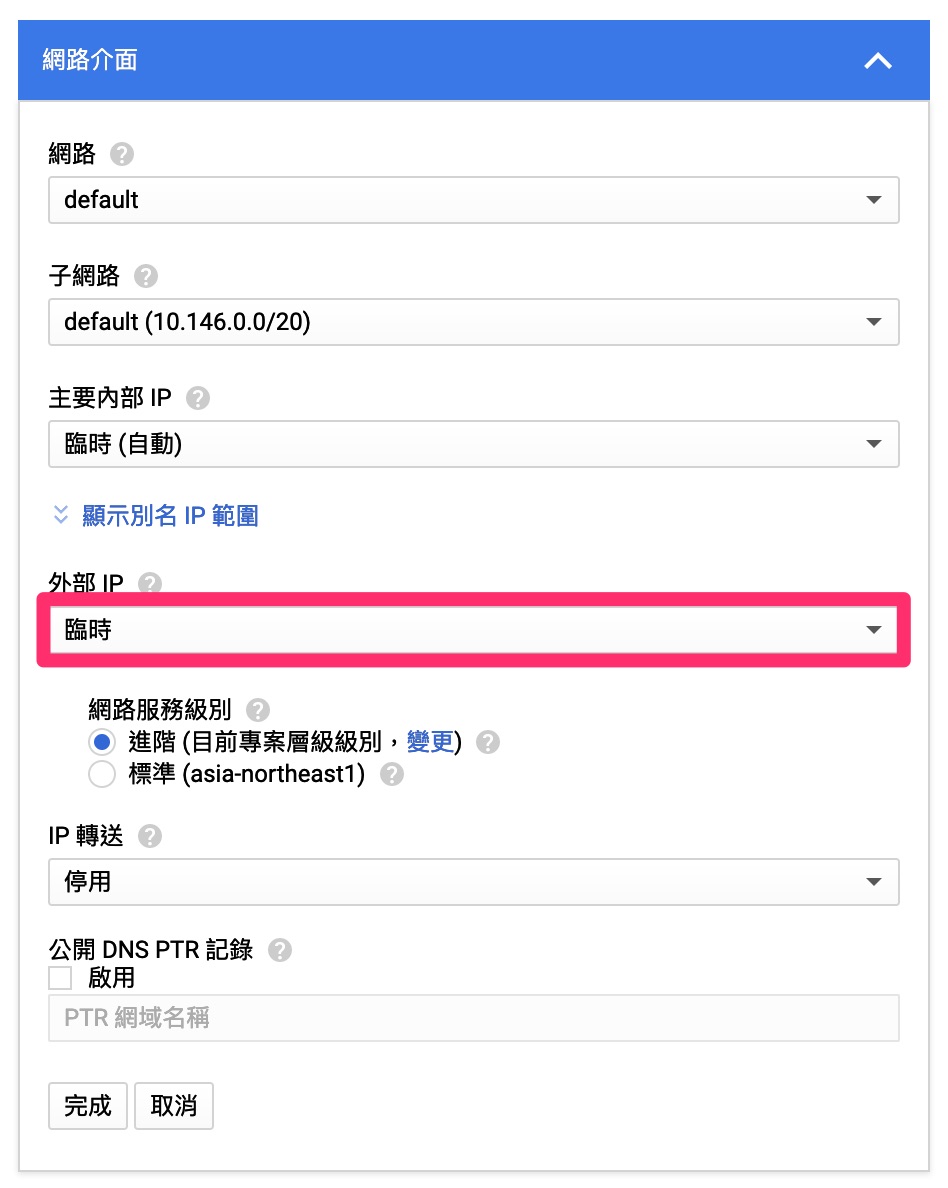 網路介面
網路
default
子網路
default (10.146.0.0/20)
主要內部 IP
臨時 (自動)
顯示別名 IP 範圍
外部 IP
臨時
網路服務級別
進階 (目前專案層級級別，變更)
標準 (asia-northeast1)
IP 轉送
停用
公開 DNS PTR 記錄
啟用
PTR 網域名稱
完成 取消